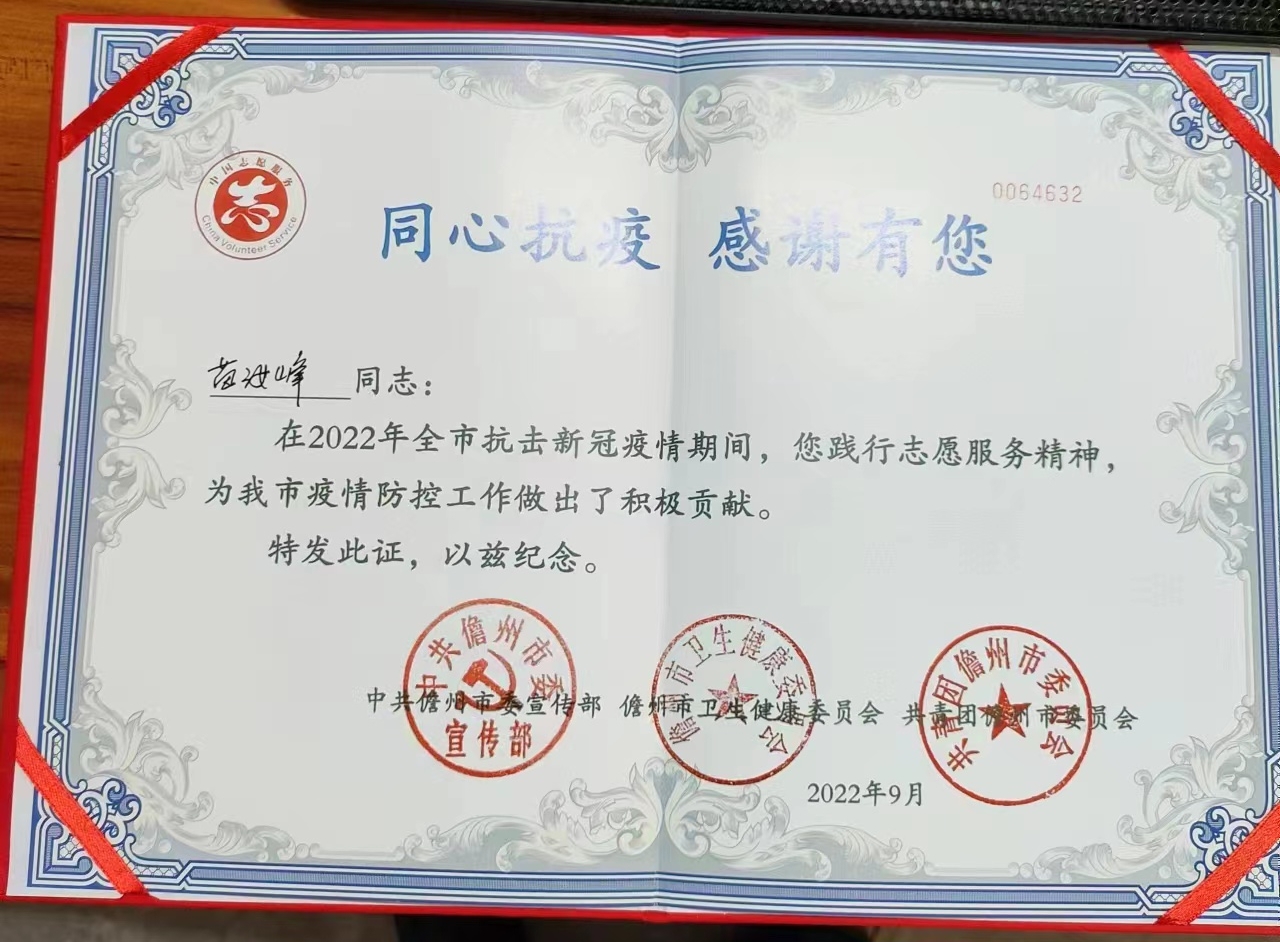 中国志愿服务
志
China Volunteer Service
0064632
同心抗疫 感谢有您
苗汝峰 同志：
在2022年全市抗击新冠疫情期间，您践行志愿服务精神，
为我市疫情防控工作做出了积极贡献。
特发此证，以兹纪念。
中共儋州市委
宣传部
儋州市卫生健康委员会
共青团儋州市委员会
中共儋州市委宣传部 儋州市卫生健康委员会 共青团儋州市委员会
2022年9月